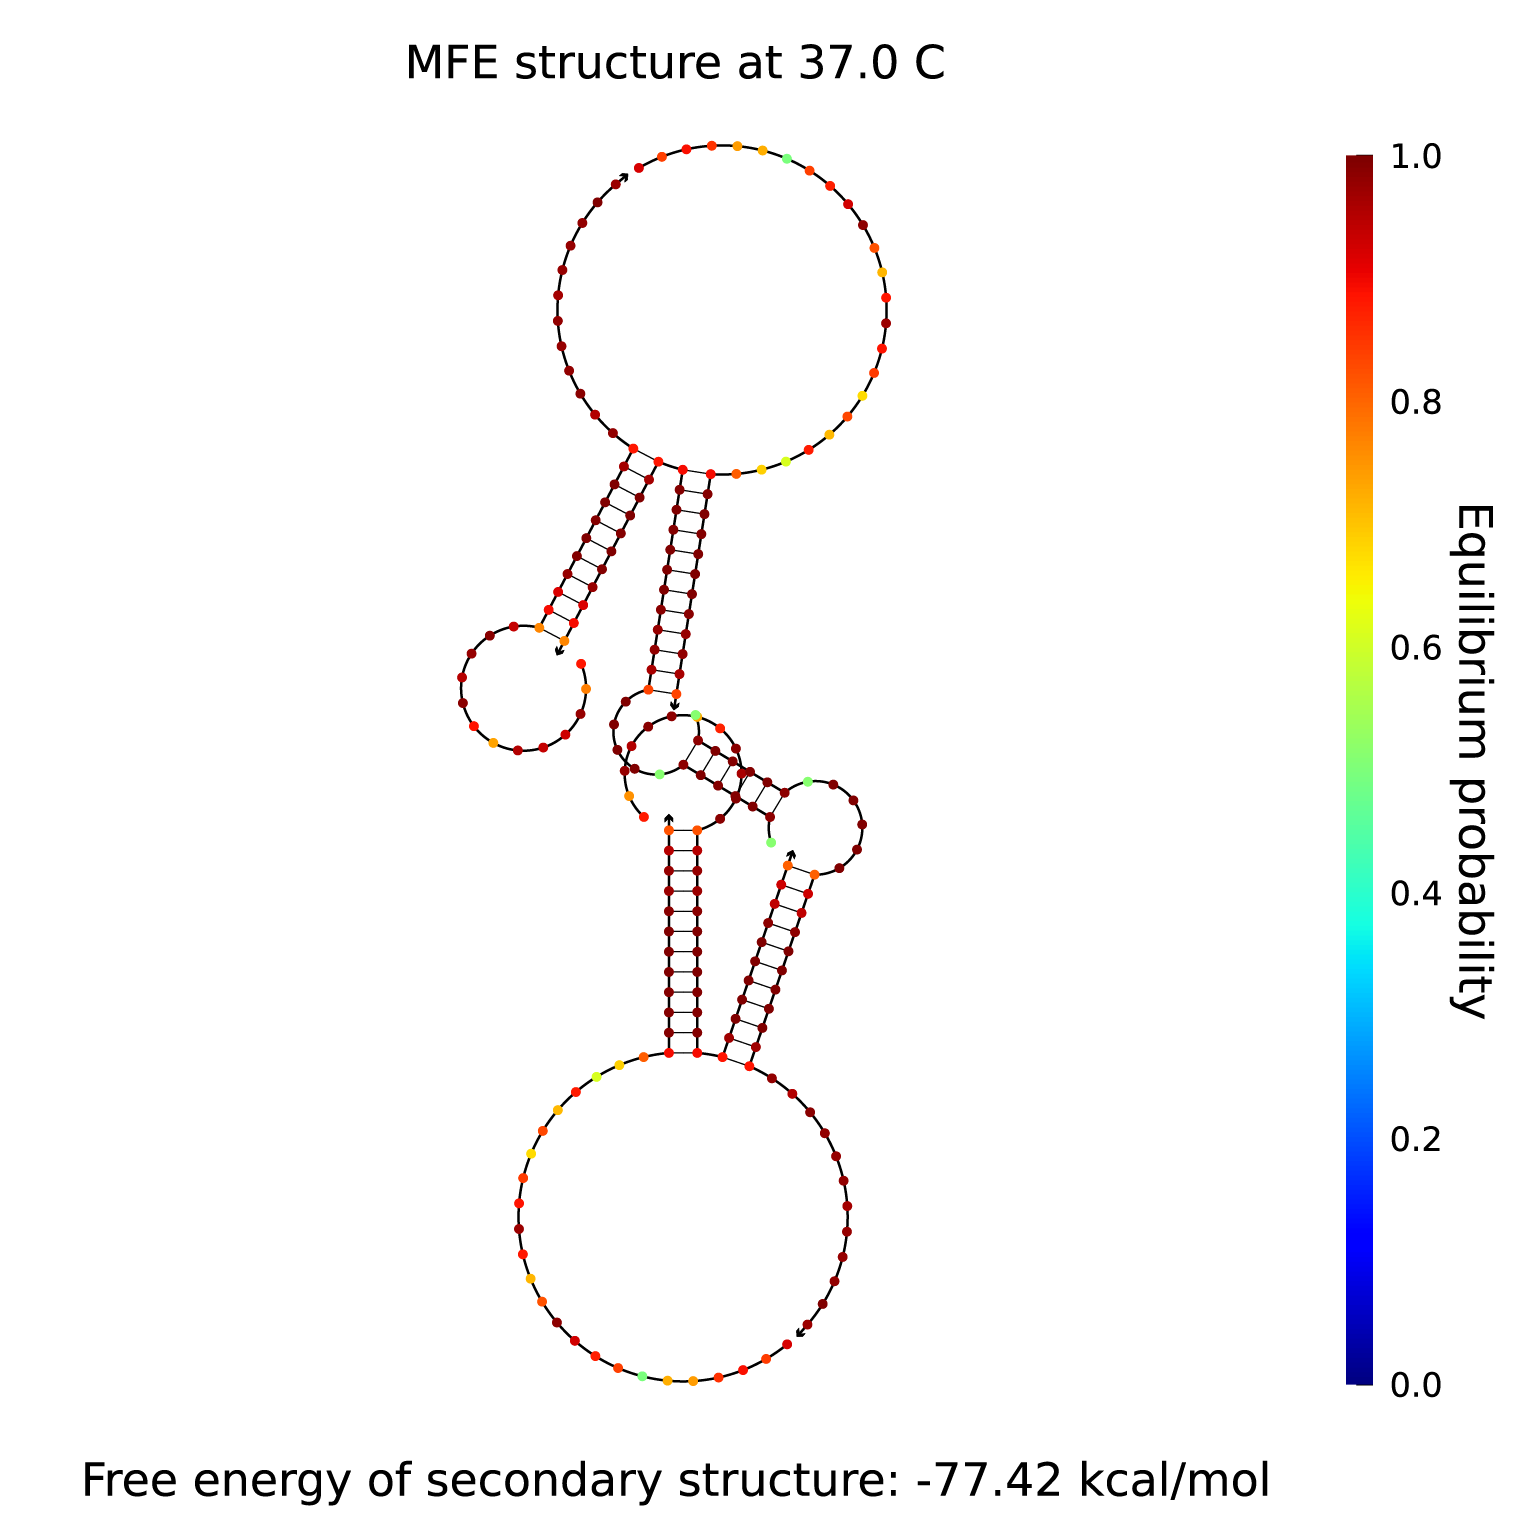 MFE structure at 37.0 C
1.0
0.8
0.6
0.4
0.2
0.0
Equilibrium probability
Free energy of secondary structure: -77.42 kcal/mol